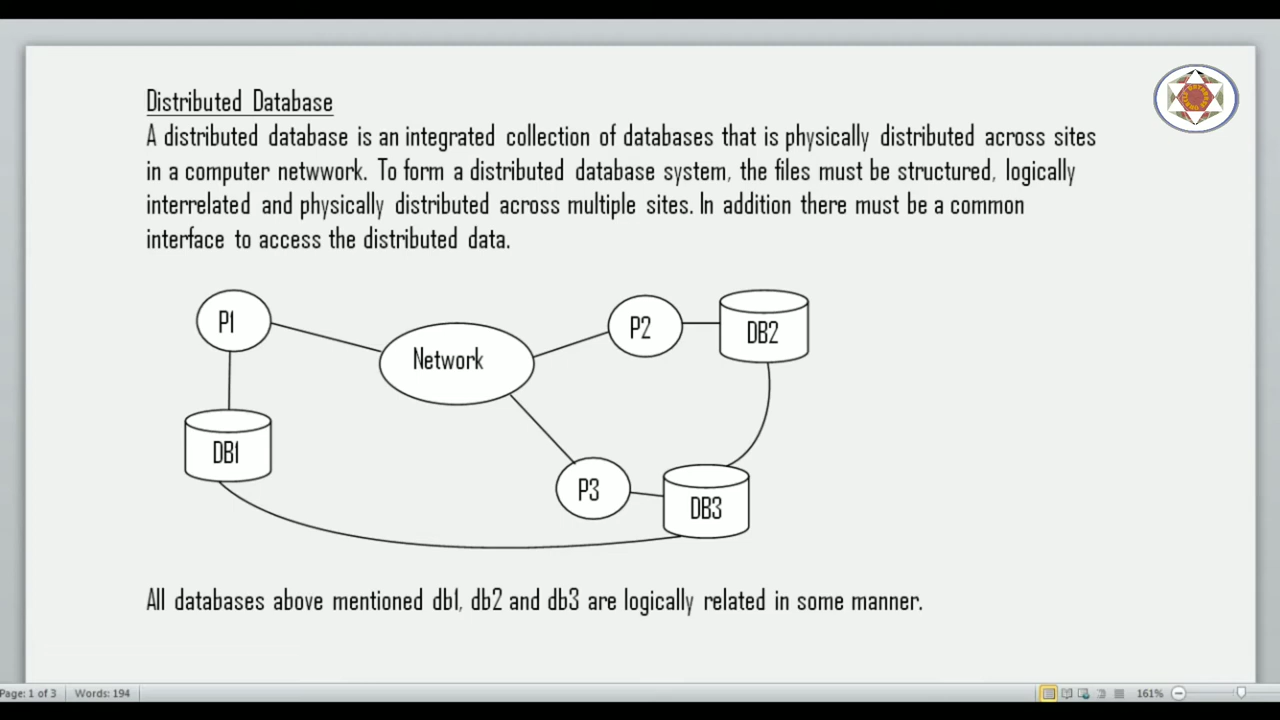 Distributed Database
A distributed database is an integrated collection of databases that is physically distributed across sites
in a computer netwwork. To form a distributed database system, the files must be structured, logically
interrelated and physically distributed across multiple sites. In addition there must be a common
interface to access the distributed data.
P1
Network
P2
DB2
DB1
P3
DB3
All databases above mentioned db1, db2 and db3 are logically related in some manner.
Page: 1 of 3
Words: 194
161%